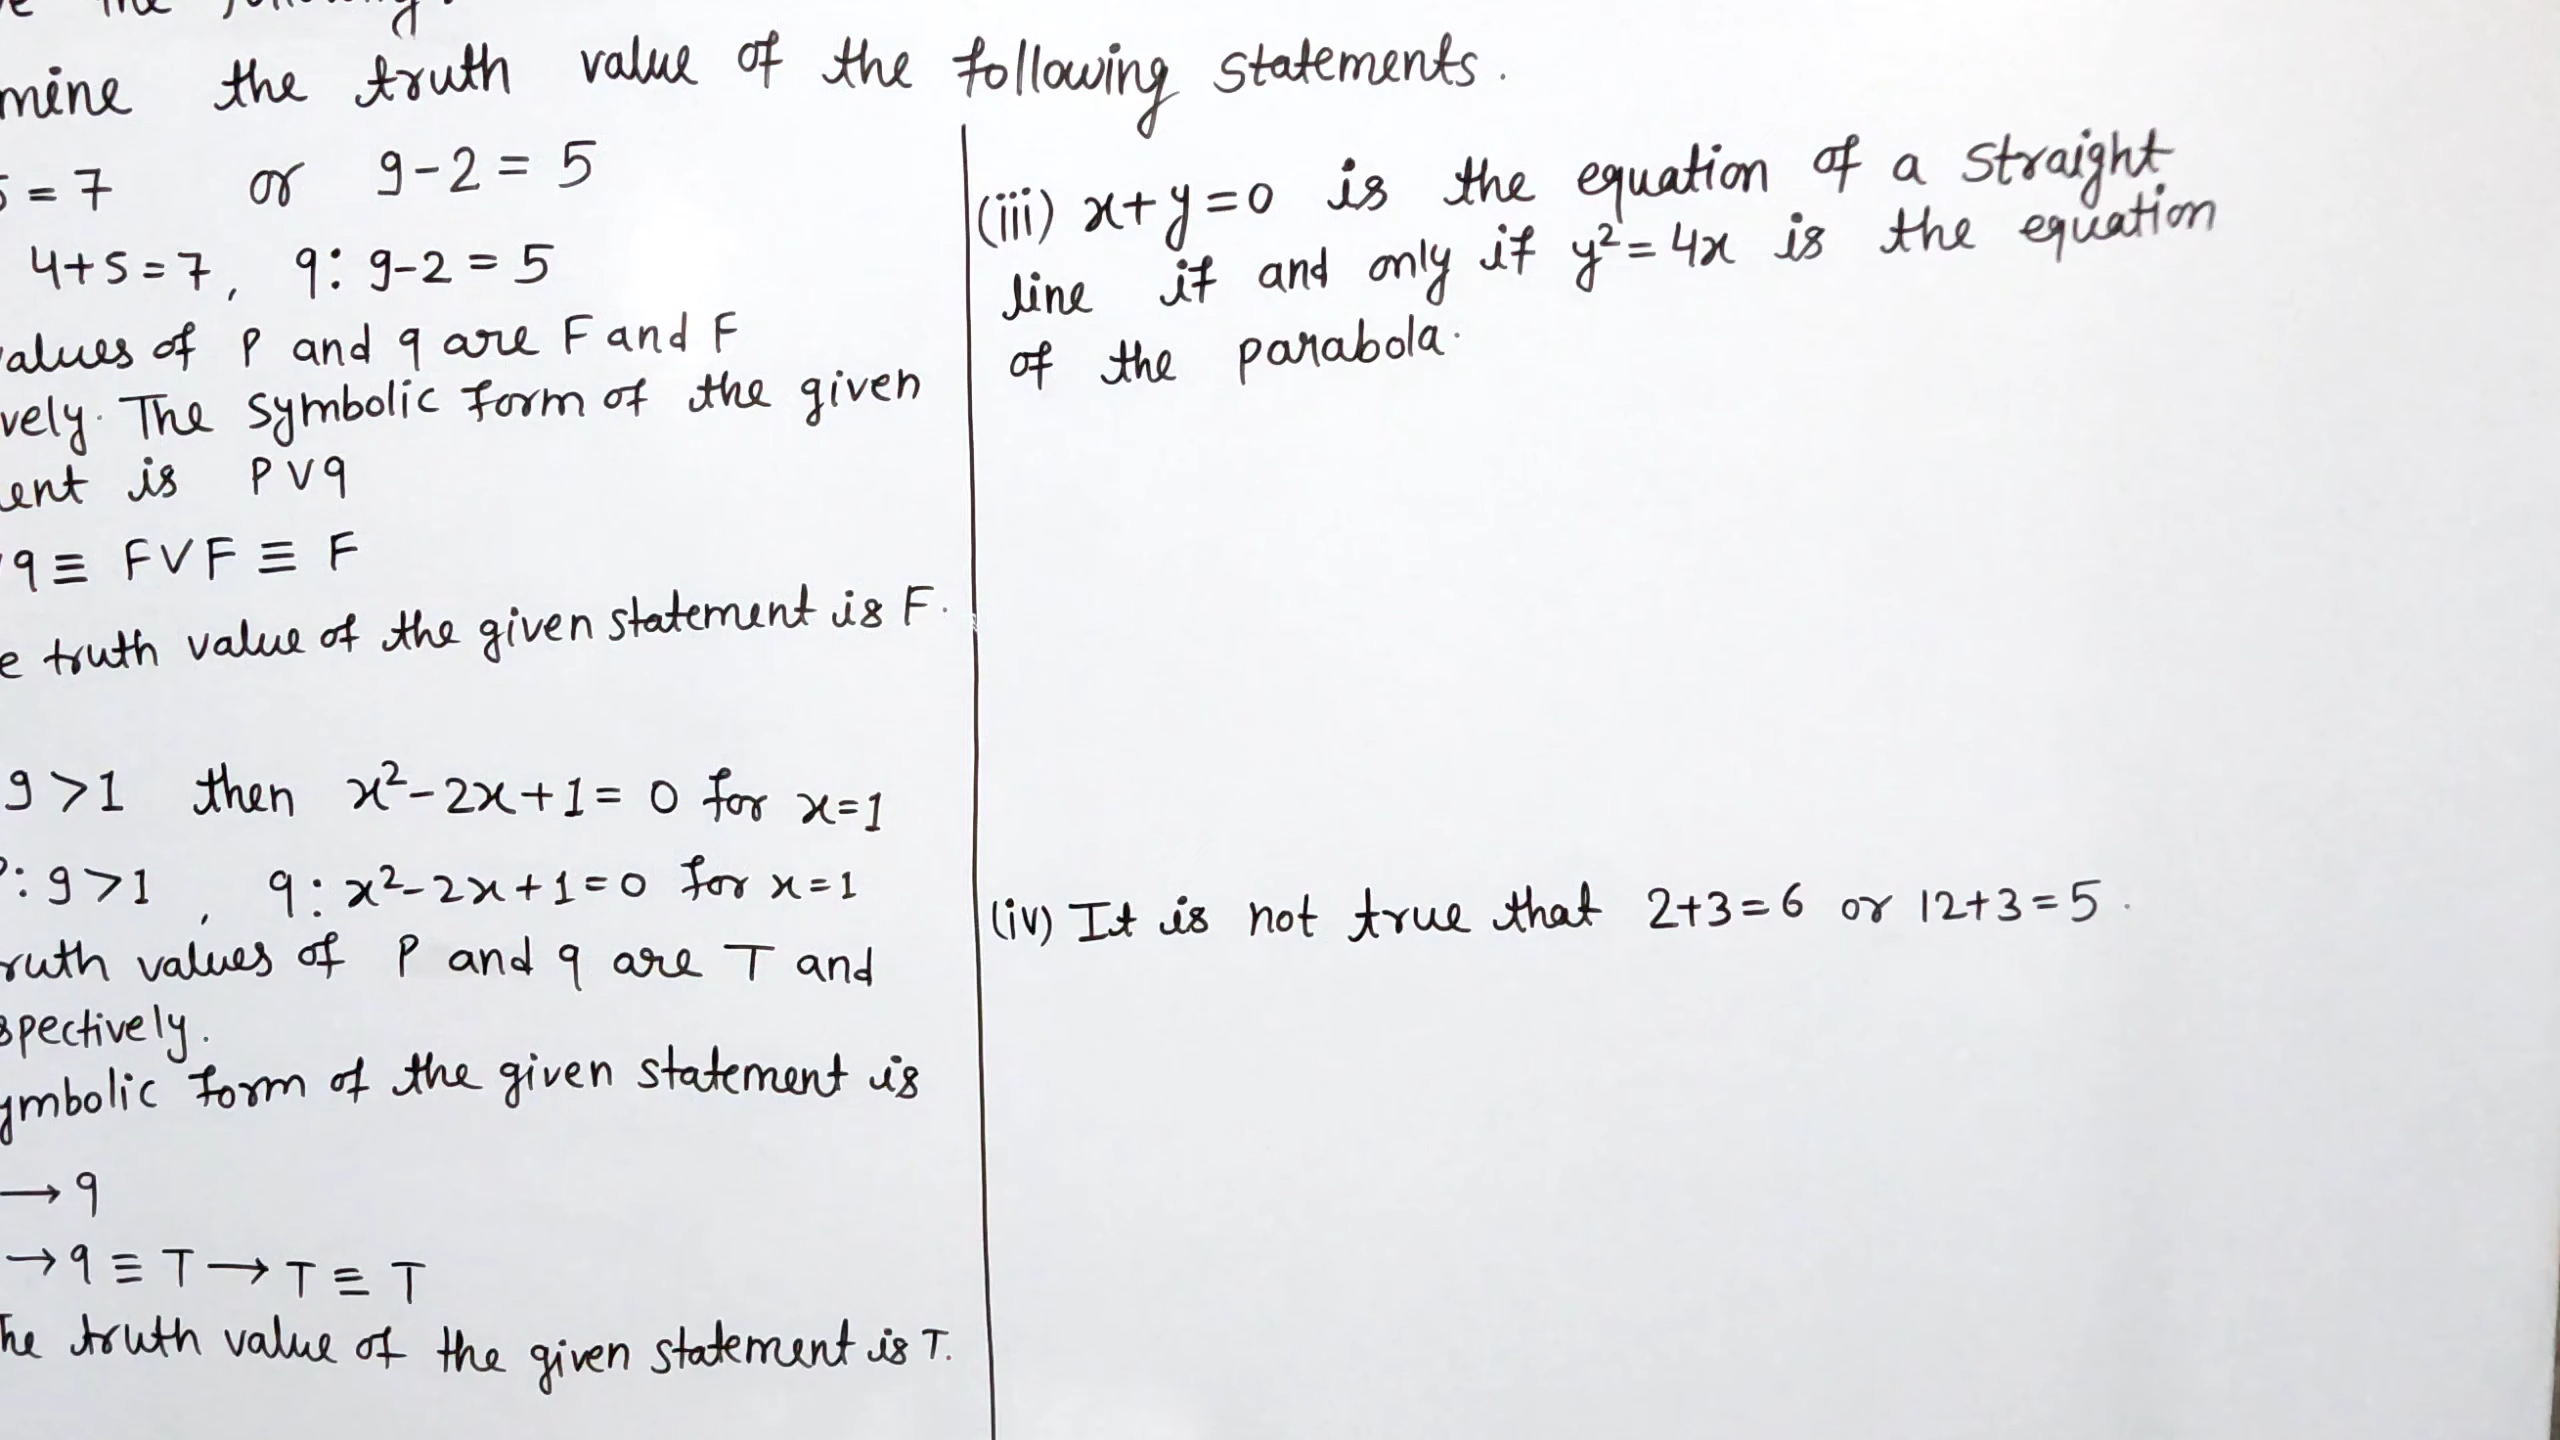 the following.
mine the truth value of the following statements.
5 = 7 or 9-2 = 5
4+5=7, q: 9-2 = 5
values of P and q are F and F
vely. The symbolic form of the given
ent is P∨q
q ≡ F∨F ≡ F
e truth value of the given statement is F.
9>1 then x²-2x+1= 0 for x=1
P: 9>1, q: x²-2x+1=0 for x=1
ruth values of P and q are T and
spectively.
ymbolic form of the given statement is
→ q
→ q ≡ T → T ≡ T
The truth value of the given statement is T.
(iii) x+y=0 is the equation of a straight
line if and only if y²= 4x is the equation
of the parabola.
(iv) It is not true that 2+3=6 or 12+3=5.